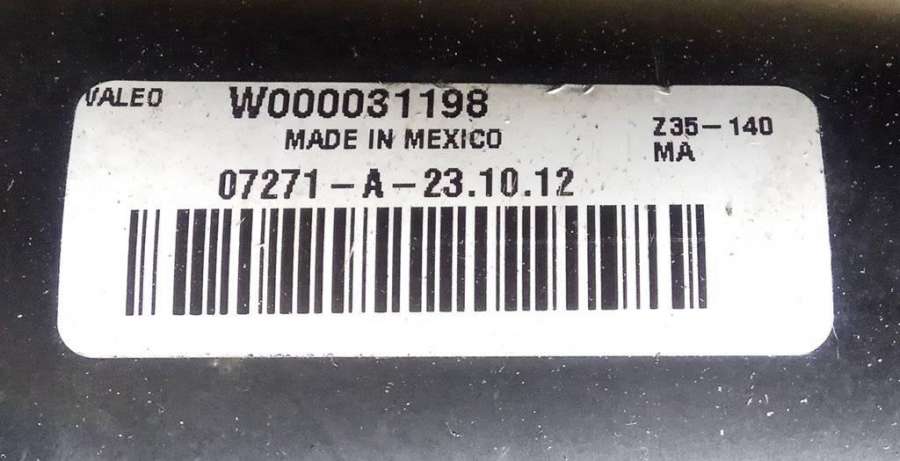 VALEO
W000031198
MADE IN MEXICO
Z35-140
MA
07271-A-23.10.12